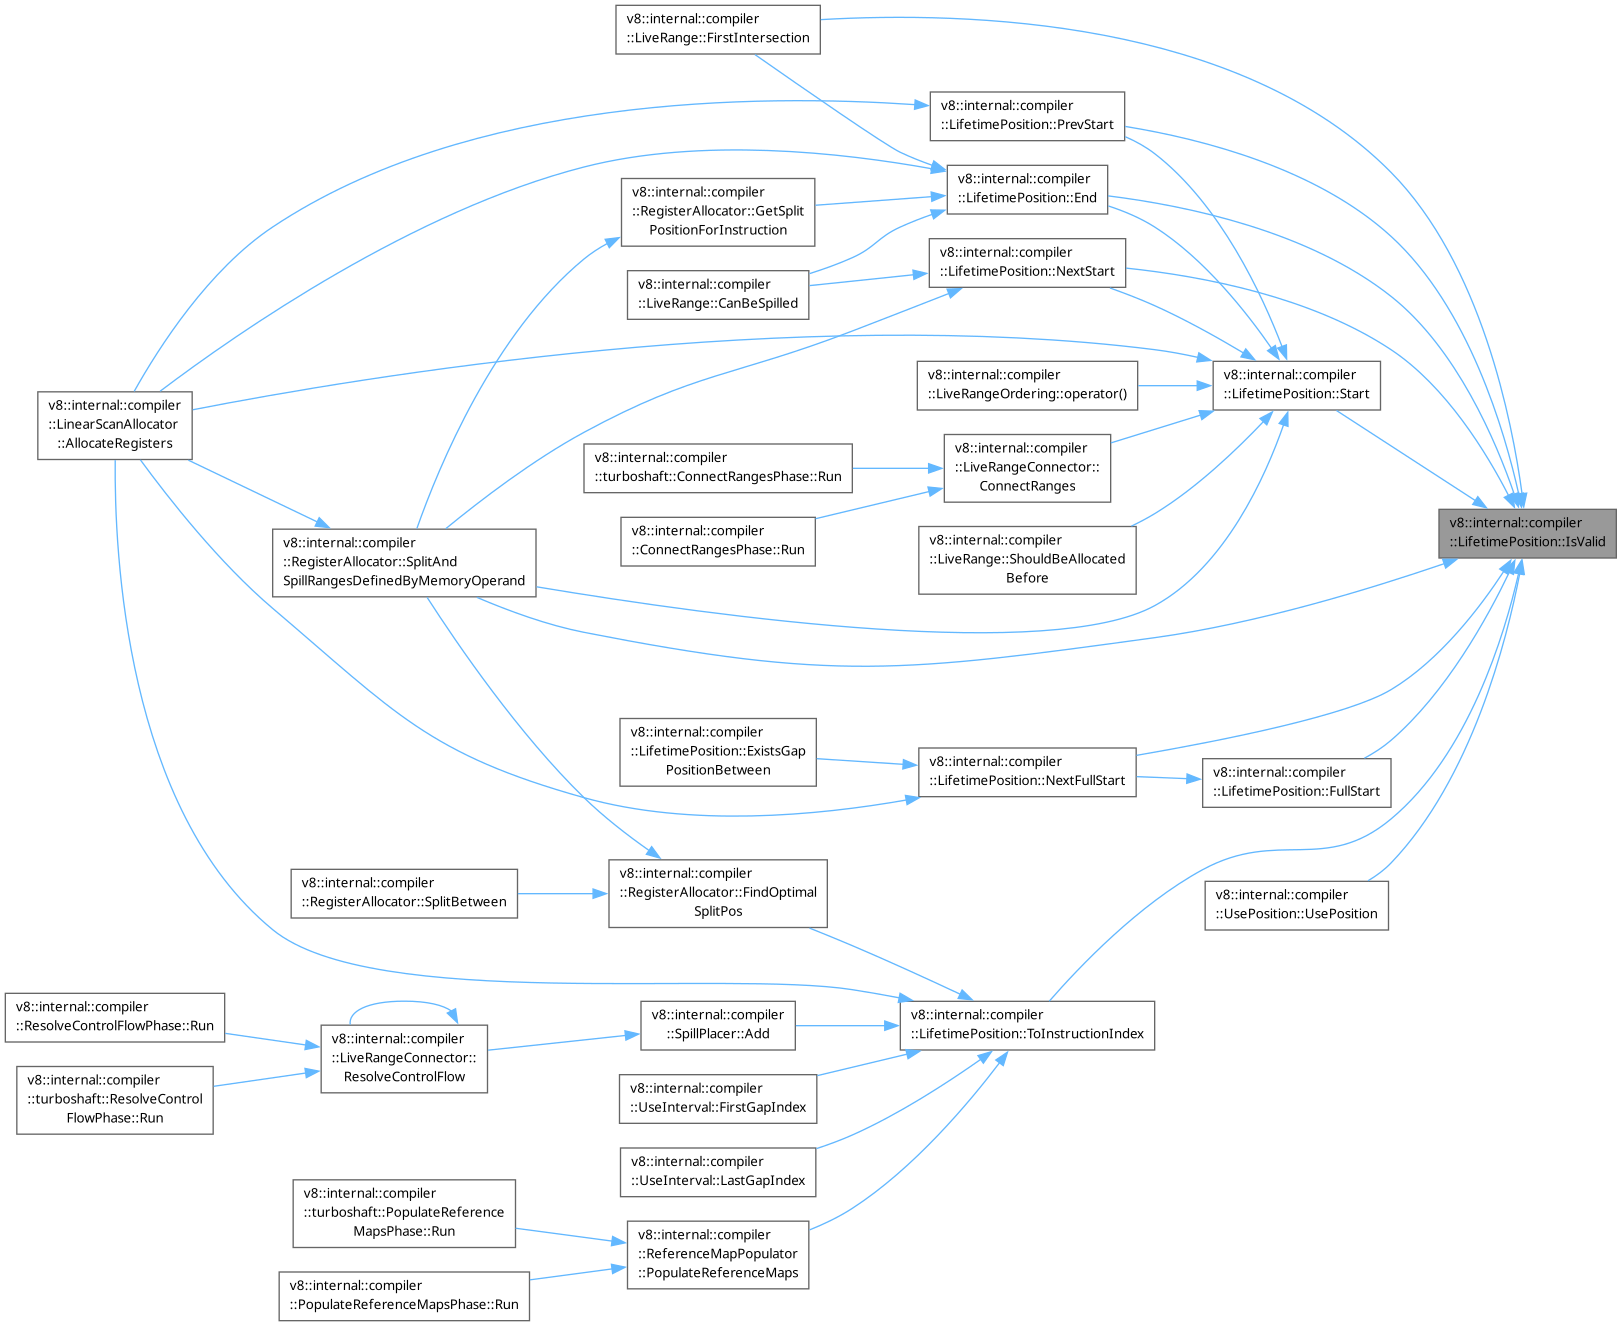 v8::internal::compiler
::LiveRange::FirstIntersection
v8::internal::compiler
::LifetimePosition::PrevStart
v8::internal::compiler
::LifetimePosition::End
v8::internal::compiler
::RegisterAllocator::GetSplit
PositionForInstruction
v8::internal::compiler
::LifetimePosition::NextStart
v8::internal::compiler
::LiveRange::CanBeSpilled
v8::internal::compiler
::LifetimePosition::Start
v8::internal::compiler
::LiveRangeOrdering::operator()
v8::internal::compiler
::LinearScanAllocator
::AllocateRegisters
v8::internal::compiler
::LiveRangeConnector::
ConnectRanges
v8::internal::compiler
::turboshaft::ConnectRangesPhase::Run
v8::internal::compiler
::ConnectRangesPhase::Run
v8::internal::compiler
::LifetimePosition::IsValid
v8::internal::compiler
::LiveRange::ShouldBeAllocated
Before
v8::internal::compiler
::RegisterAllocator::SplitAnd
SpillRangesDefinedByMemoryOperand
v8::internal::compiler
::LifetimePosition::ExistsGap
PositionBetween
v8::internal::compiler
::LifetimePosition::NextFullStart
v8::internal::compiler
::LifetimePosition::FullStart
v8::internal::compiler
::RegisterAllocator::FindOptimal
SplitPos
v8::internal::compiler
::RegisterAllocator::SplitBetween
v8::internal::compiler
::UsePosition::UsePosition
v8::internal::compiler
::ResolveControlFlowPhase::Run
v8::internal::compiler
::LiveRangeConnector::
ResolveControlFlow
v8::internal::compiler
::SpillPlacer::Add
v8::internal::compiler
::LifetimePosition::ToInstructionIndex
v8::internal::compiler
::turboshaft::ResolveControl
FlowPhase::Run
v8::internal::compiler
::UseInterval::FirstGapIndex
v8::internal::compiler
::UseInterval::LastGapIndex
v8::internal::compiler
::turboshaft::PopulateReference
MapsPhase::Run
v8::internal::compiler
::ReferenceMapPopulator
::PopulateReferenceMaps
v8::internal::compiler
::PopulateReferenceMapsPhase::Run